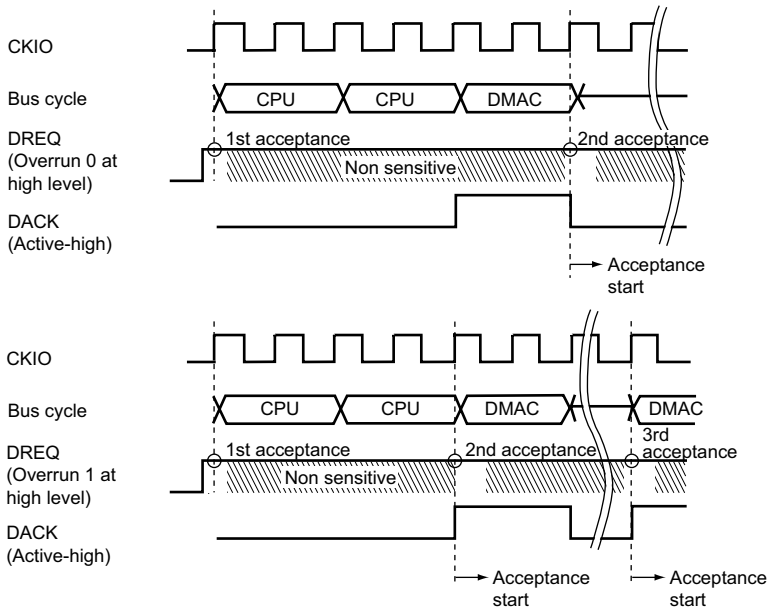 CKIO
Bus cycle
CPU
CPU
DMAC
DREQ
(Overrun 0 at
high level)
1st acceptance
2nd acceptance
Non sensitive
DACK
(Active-high)
Acceptance
start
CKIO
Bus cycle
CPU
CPU
DMAC
DMAC
DREQ
(Overrun 1 at
high level)
1st acceptance
2nd acceptance
3rd
acceptance
Non sensitive
DACK
(Active-high)
Acceptance
start
Acceptance
start